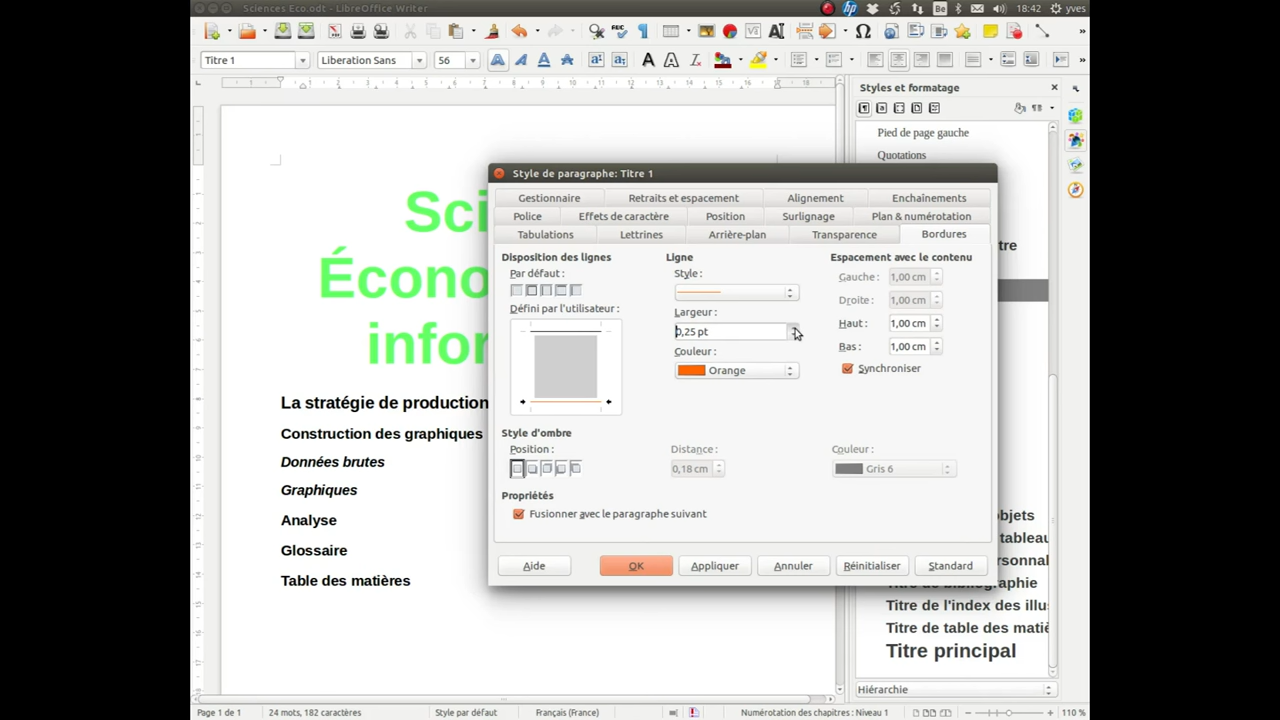 Sciences Eco.odt - LibreOffice Writer
Be
18:42
yves
Titre 1
Liberation Sans
56
Styles et formatage
Pied de page gauche
Quotations
Style de paragraphe: Titre 1
Gestionnaire Retraits et espacement Alignement Enchaînements
Police Effets de caractère Position Surlignage Plan & numérotation
Tabulations Lettrines Arrière-plan Transparence Bordures
Disposition des lignes
Par défaut :
Défini par l'utilisateur :
Ligne
Style :
Largeur :
0,25 pt
Couleur :
Orange
Espacement avec le contenu
Gauche : 1,00 cm
Droite : 1,00 cm
Haut : 1,00 cm
Bas : 1,00 cm
Synchroniser
Style d'ombre
Position :
Distance :
0,18 cm
Couleur :
Gris 6
Propriétés
Fusionner avec le paragraphe suivant
Aide OK Appliquer Annuler Réinitialiser Standard
Sci
Écono
infor
La stratégie de production
Construction des graphiques
Données brutes
Graphiques
Analyse
Glossaire
Table des matières
Titre de l'index des illu
Titre de table des matiè
Titre principal
Hiérarchie
Page 1 de 1
24 mots, 182 caractères
Style par défaut
Français (France)
Numérotation des chapitres : Niveau 1
110 %